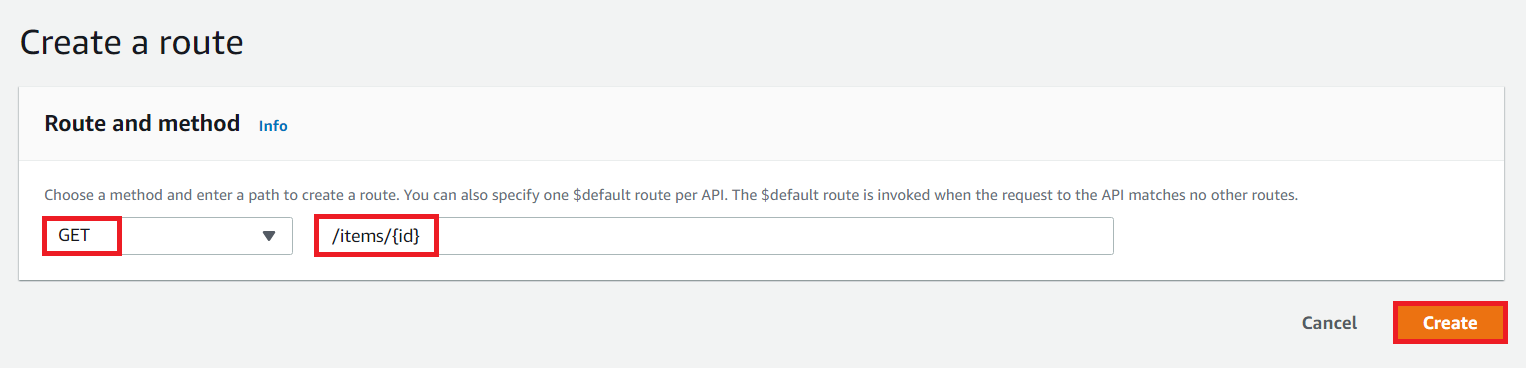 Create a route
Route and method Info
Choose a method and enter a path to create a route. You can also specify one $default route per API. The $default route is invoked when the request to the API matches no other routes.
GET /items/{id}
Cancel Create